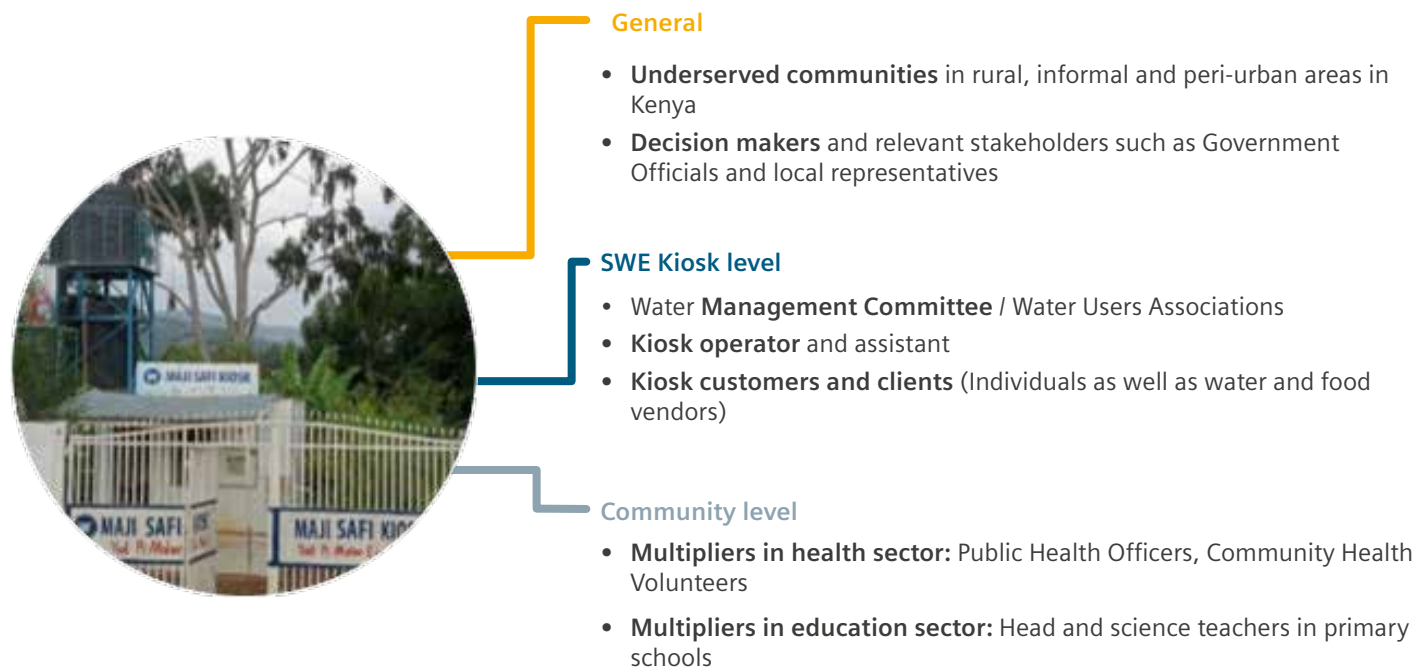 General
• Underserved communities in rural, informal and peri-urban areas in
Kenya
• Decision makers and relevant stakeholders such as Government
Officials and local representatives
SWE Kiosk level
• Water Management Committee / Water Users Associations
• Kiosk operator and assistant
• Kiosk customers and clients (Individuals as well as water and food
vendors)
Community level
• Multipliers in health sector: Public Health Officers, Community Health
Volunteers
• Multipliers in education sector: Head and science teachers in primary
schools
MAJI SAFI KIOSK
MAJI SAFI
MAJI SAFI